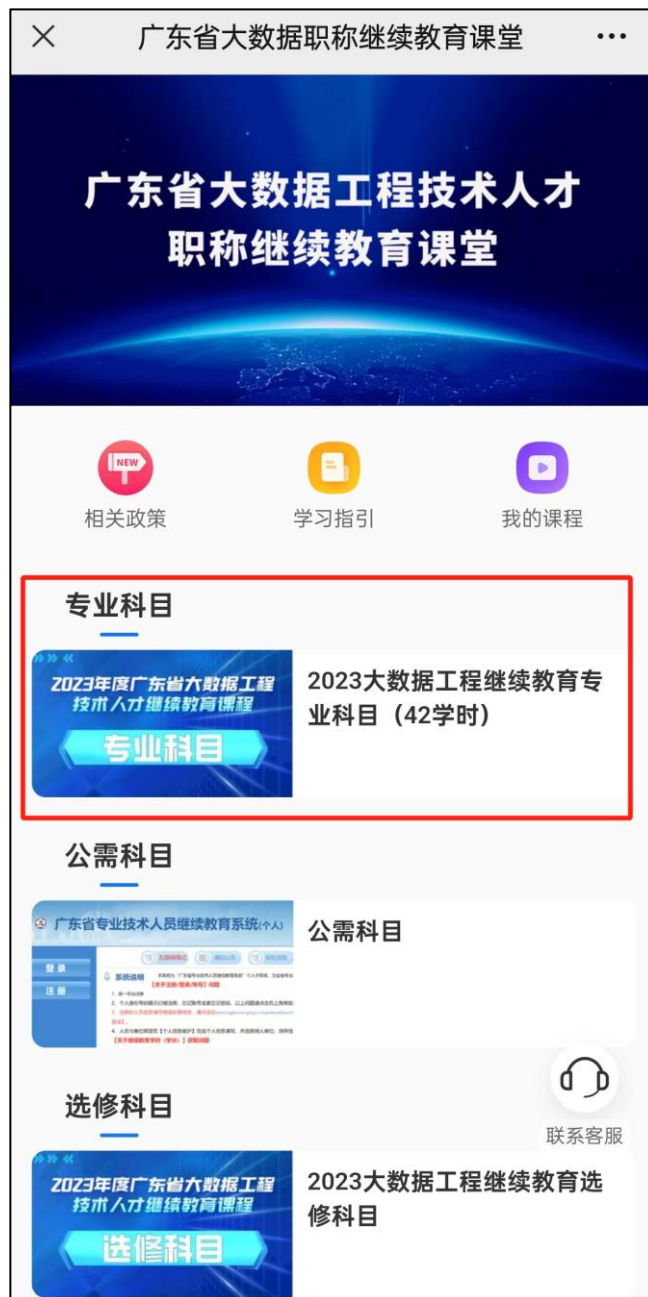 广东省大数据职称继续教育课堂
广东省大数据工程技术人才
职称继续教育课堂
NEW
相关政策
学习指引
我的课程
专业科目
2023年度广东省大数据工程
技术人才继续教育课程
专业科目
2023大数据工程继续教育专
业科目（42学时）
公需科目
广东省专业技术人员继续教育系统(个人)
登录
注册
系统说明
公需科目
联系客服
选修科目
2023年度广东省大数据工程
技术人才继续教育课程
选修科目
2023大数据工程继续教育选
修科目